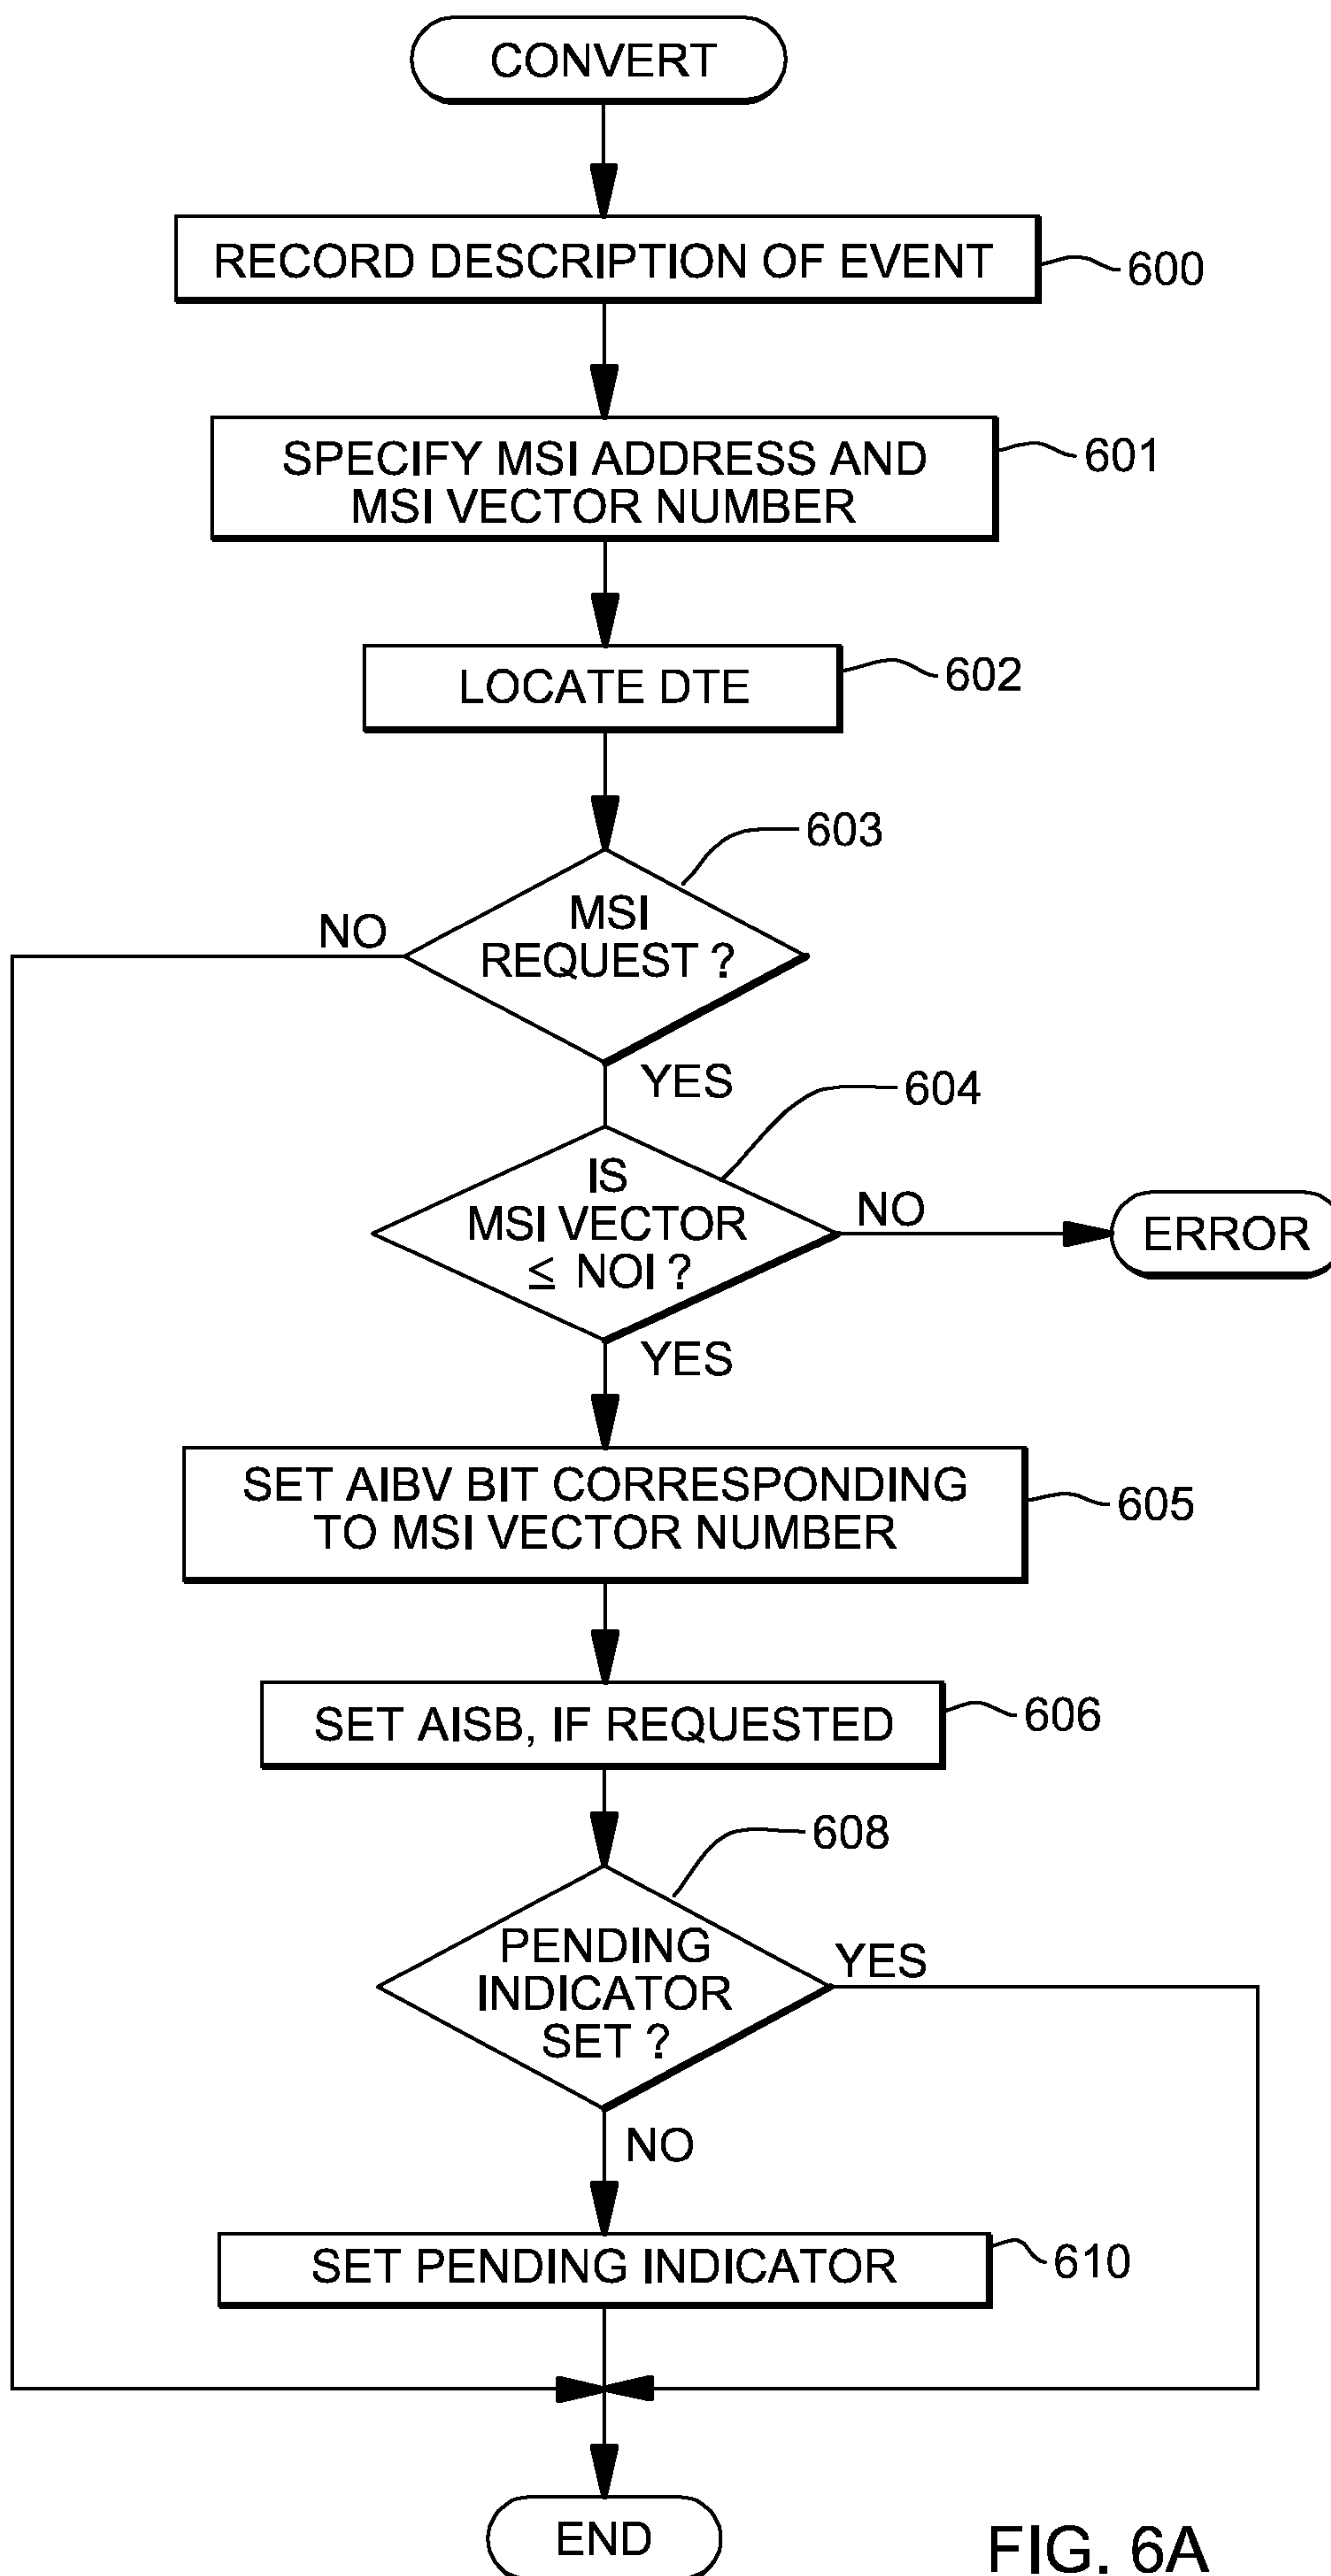 CONVERT
RECORD DESCRIPTION OF EVENT
600
SPECIFY MSI ADDRESS AND
MSI VECTOR NUMBER
601
LOCATE DTE
602
603
MSI
REQUEST ?
NO
YES
604
IS
MSI VECTOR
≤ NOI ?
NO
ERROR
YES
SET AIBV BIT CORRESPONDING
TO MSI VECTOR NUMBER
605
SET AISB, IF REQUESTED
606
608
PENDING
INDICATOR
SET ?
YES
NO
SET PENDING INDICATOR
610
END
FIG. 6A